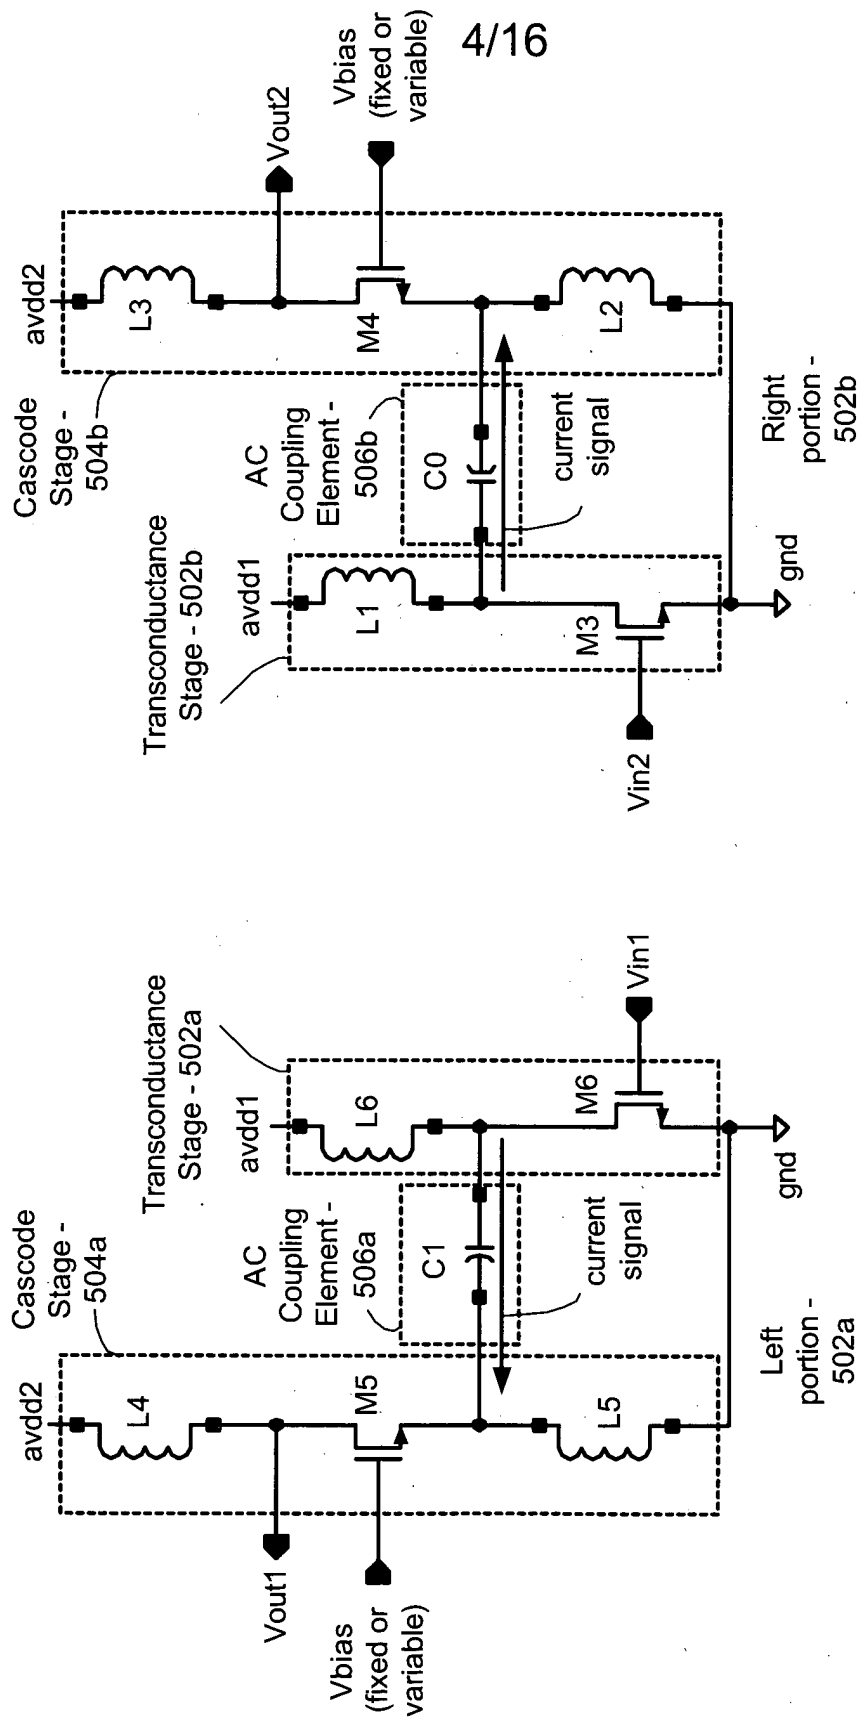 4/16
Cascode
Stage -
504a
Transconductance
Stage - 502a
avdd2
L4
Vout1
Vbias
(fixed or
variable)
M5
L5
AC
Coupling
Element -
506a
C1
current
signal
avdd1
L6
M6
Vin1
gnd
Left
portion -
502a
Transconductance
Stage - 502b
Cascode
Stage -
504b
avdd1
L1
M3
Vin2
gnd
AC
Coupling
Element -
506b
C0
current
signal
avdd2
L3
Vout2
Vbias
(fixed or
variable)
M4
L2
Right
portion -
502b